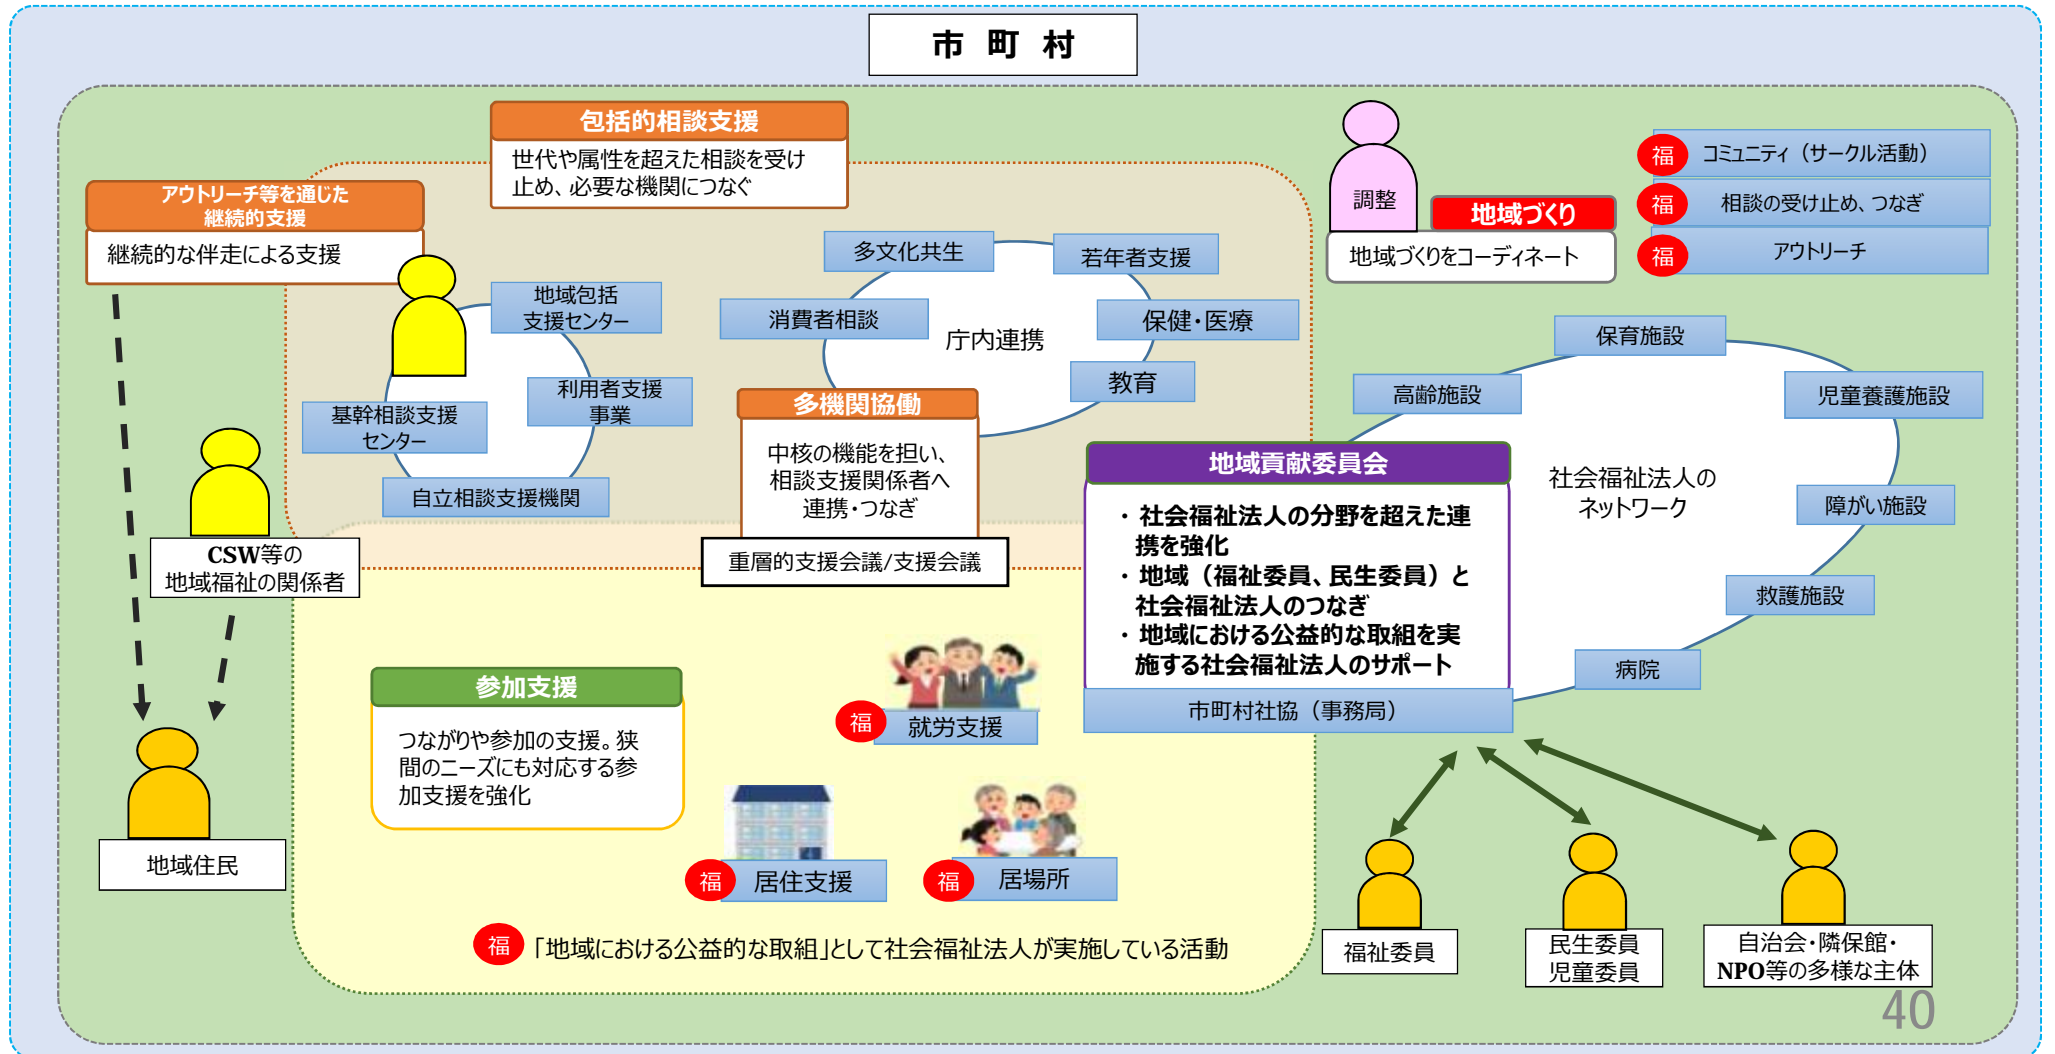 市 町 村
包括的相談支援
世代や属性を超えた相談を受け
止め、必要な機関につなぐ
アウトリーチ等を通じた
継続的支援
継続的な伴走による支援
調整
地域づくり
地域づくりをコーディネート
福 コミュニティ（サークル活動）
福 相談の受け止め、つなぎ
福 アウトリーチ
地域包括
支援センター
利用者支援
事業
基幹相談支援
センター
自立相談支援機関
多文化共生
若年者支援
消費者相談
保健・医療
庁内連携
教育
多機関協働
中核の機能を担い、
相談支援関係者へ
連携・つなぎ
重層的支援会議/支援会議
保育施設
高齢施設
児童養護施設
社会福祉法人の
ネットワーク
障がい施設
救護施設
病院
地域貢献委員会
・社会福祉法人の分野を超えた連
携を強化
・地域（福祉委員、民生委員）と
社会福祉法人のつなぎ
・地域における公益的な取組を実
施する社会福祉法人のサポート
市町村社協（事務局）
CSW等の
地域福祉の関係者
地域住民
参加支援
つながりや参加の支援。狭
間のニーズにも対応する参
加支援を強化
福 就労支援
福 居住支援
福 居場所
福 「地域における公益的な取組」として社会福祉法人が実施している活動
福祉委員
民生委員
児童委員
自治会・隣保館・
NPO等の多様な主体
40